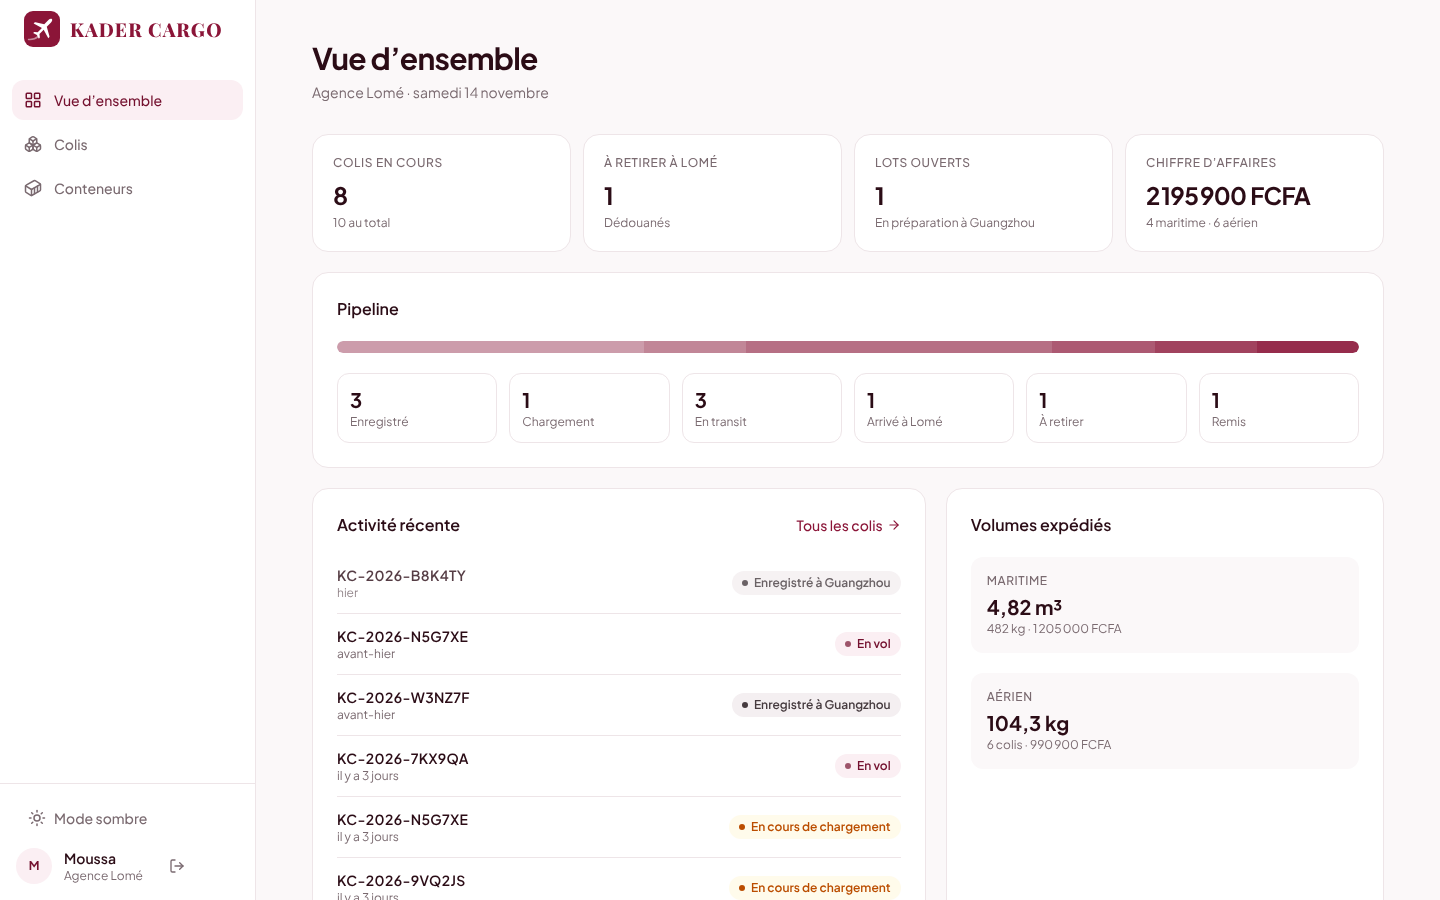 KADER CARGO
Vue d’ensemble
Colis
Conteneurs
Mode sombre
M
Moussa
Agence Lomé
Vue d’ensemble
Agence Lomé · samedi 14 novembre
COLIS EN COURS
8
10 au total
À RETIRER À LOMÉ
1
Dédouanés
LOTS OUVERTS
1
En préparation à Guangzhou
CHIFFRE D’AFFAIRES
2 195 900 FCFA
4 maritime · 6 aérien
Pipeline
3
Enregistré
1
Chargement
3
En transit
1
Arrivé à Lomé
1
À retirer
1
Remis
Activité récente
Tous les colis →
KC-2026-B8K4TY
hier
Enregistré à Guangzhou
KC-2026-N5G7XE
avant-hier
En vol
KC-2026-W3NZ7F
avant-hier
Enregistré à Guangzhou
KC-2026-7KX9QA
il y a 3 jours
En vol
KC-2026-N5G7XE
il y a 3 jours
En cours de chargement
KC-2026-9VQ2JS
il y a 3 jours
En cours de chargement
Volumes expédiés
MARITIME
4,82 m³
482 kg · 1 205 000 FCFA
AÉRIEN
104,3 kg
6 colis · 990 900 FCFA